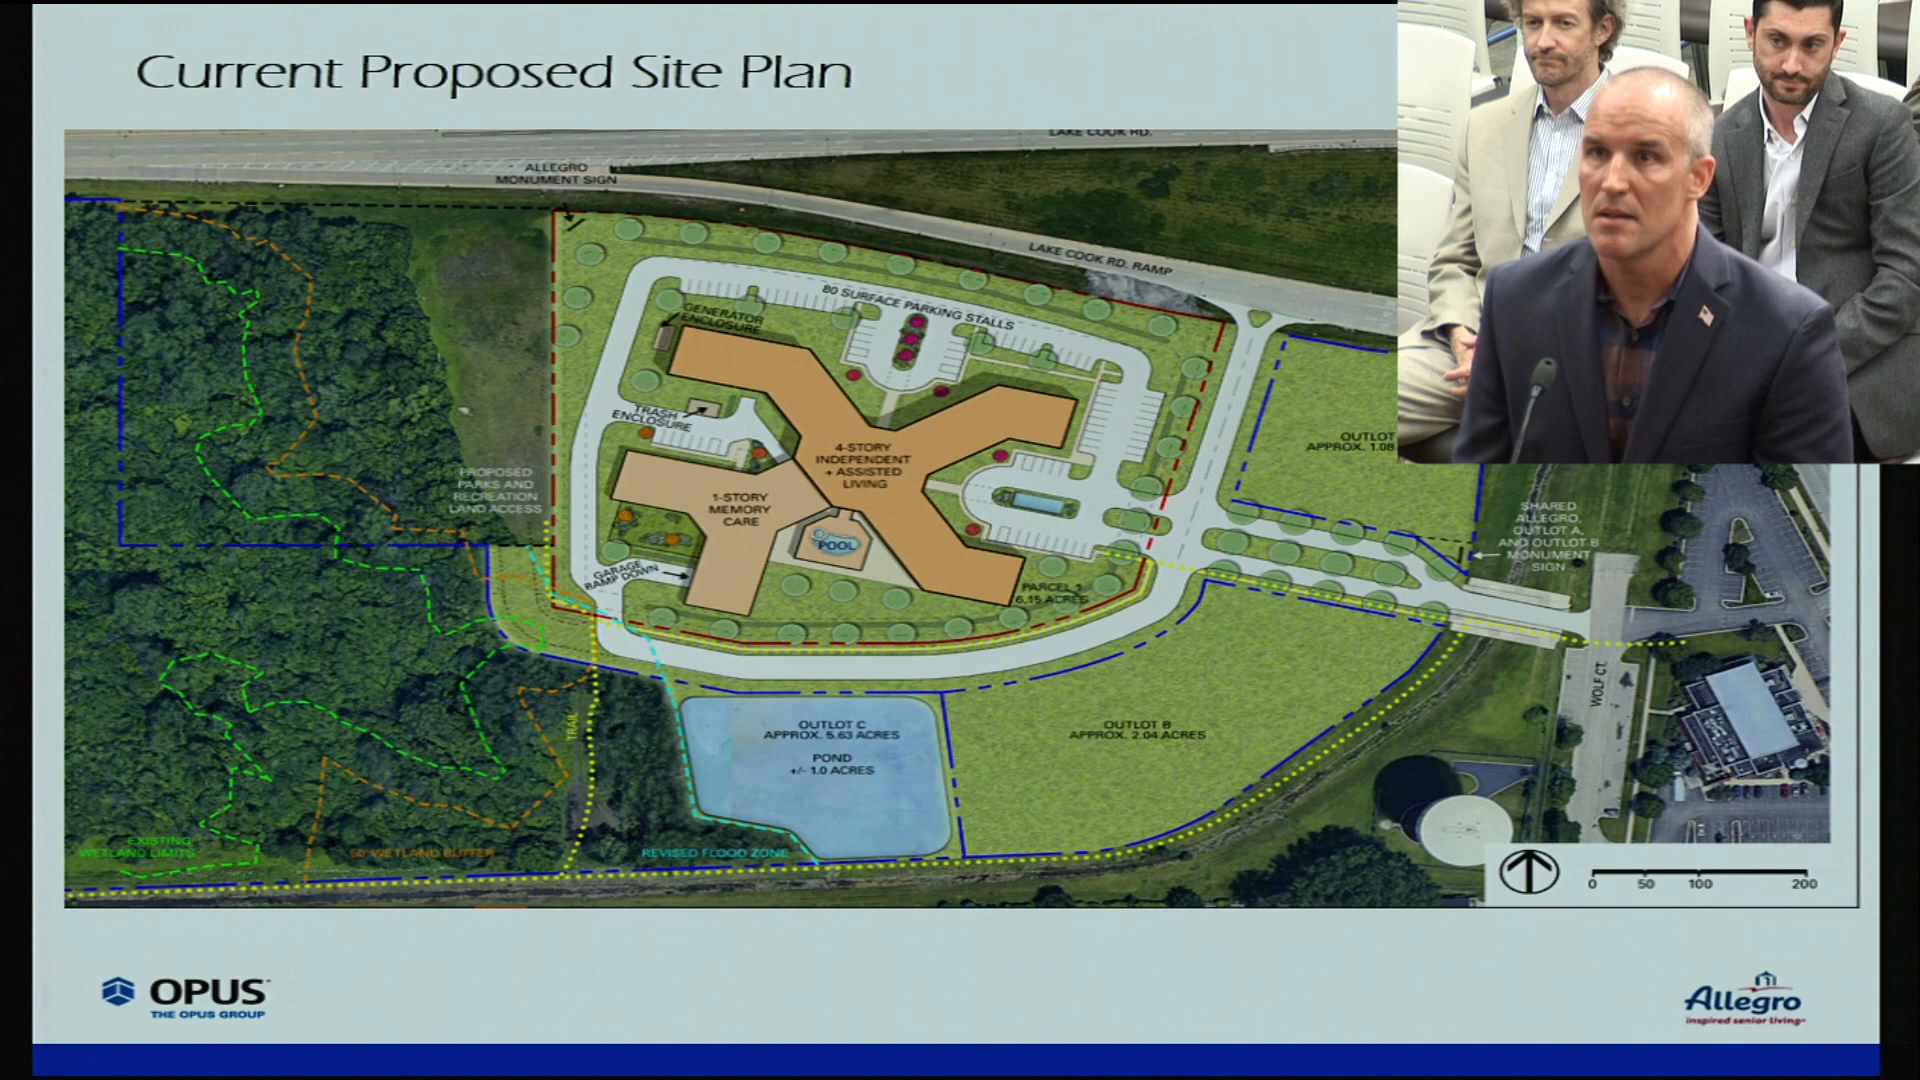 Current Proposed Site Plan
LAKE COOK RD.
ALLEGRO
MONUMENT SIGN
LAKE COOK RD. RAMP
80 SURFACE PARKING STALLS
GENERATOR
ENCLOSURE
TRASH
ENCLOSURE
4-STORY
INDEPENDENT
+ ASSISTED
LIVING
1-STORY
MEMORY
CARE
POOL
GARAGE
RAMP DOWN
PARCEL 1
6.15 ACRES
PROPOSED
PARKS AND
RECREATION
LAND ACCESS
OUTLOT
APPROX. 1.08
SHARED
ALLEGRO,
OUTLOT A,
AND OUTLOT B
MONUMENT
SIGN
WOLF CT.
TRAIL
OUTLOT C
APPROX. 5.63 ACRES
POND
+/- 1.0 ACRES
OUTLOT B
APPROX. 2.04 ACRES
EXISTING
WETLAND LIMITS
50' WETLAND BUFFER
REVISED FLOOD ZONE
0 50 100 200
OPUS
THE OPUS GROUP
Allegro
inspired senior living